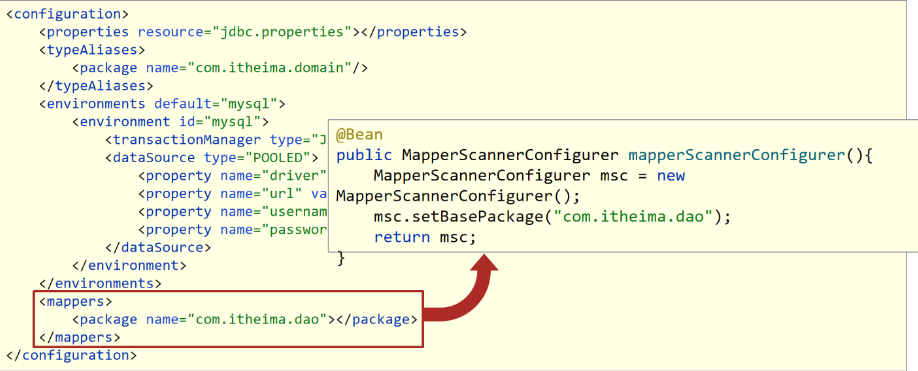 <configuration>
<properties resource="jdbc.properties"></properties>
<typeAliases>
<package name="com.itheima.domain"/>
</typeAliases>
<environments default="mysql">
<environment id="mysql">
<transactionManager type="J
<dataSource type="POOLED">
<property name="driver"
<property name="url" va
<property name="usernam
<property name="passwor
</dataSource>
</environment>
</environments>
<mappers>
<package name="com.itheima.dao"></package>
</mappers>
</configuration>
@Bean
public MapperScannerConfigurer mapperScannerConfigurer(){
MapperScannerConfigurer msc = new
MapperScannerConfigurer();
msc.setBasePackage("com.itheima.dao");
return msc;
}